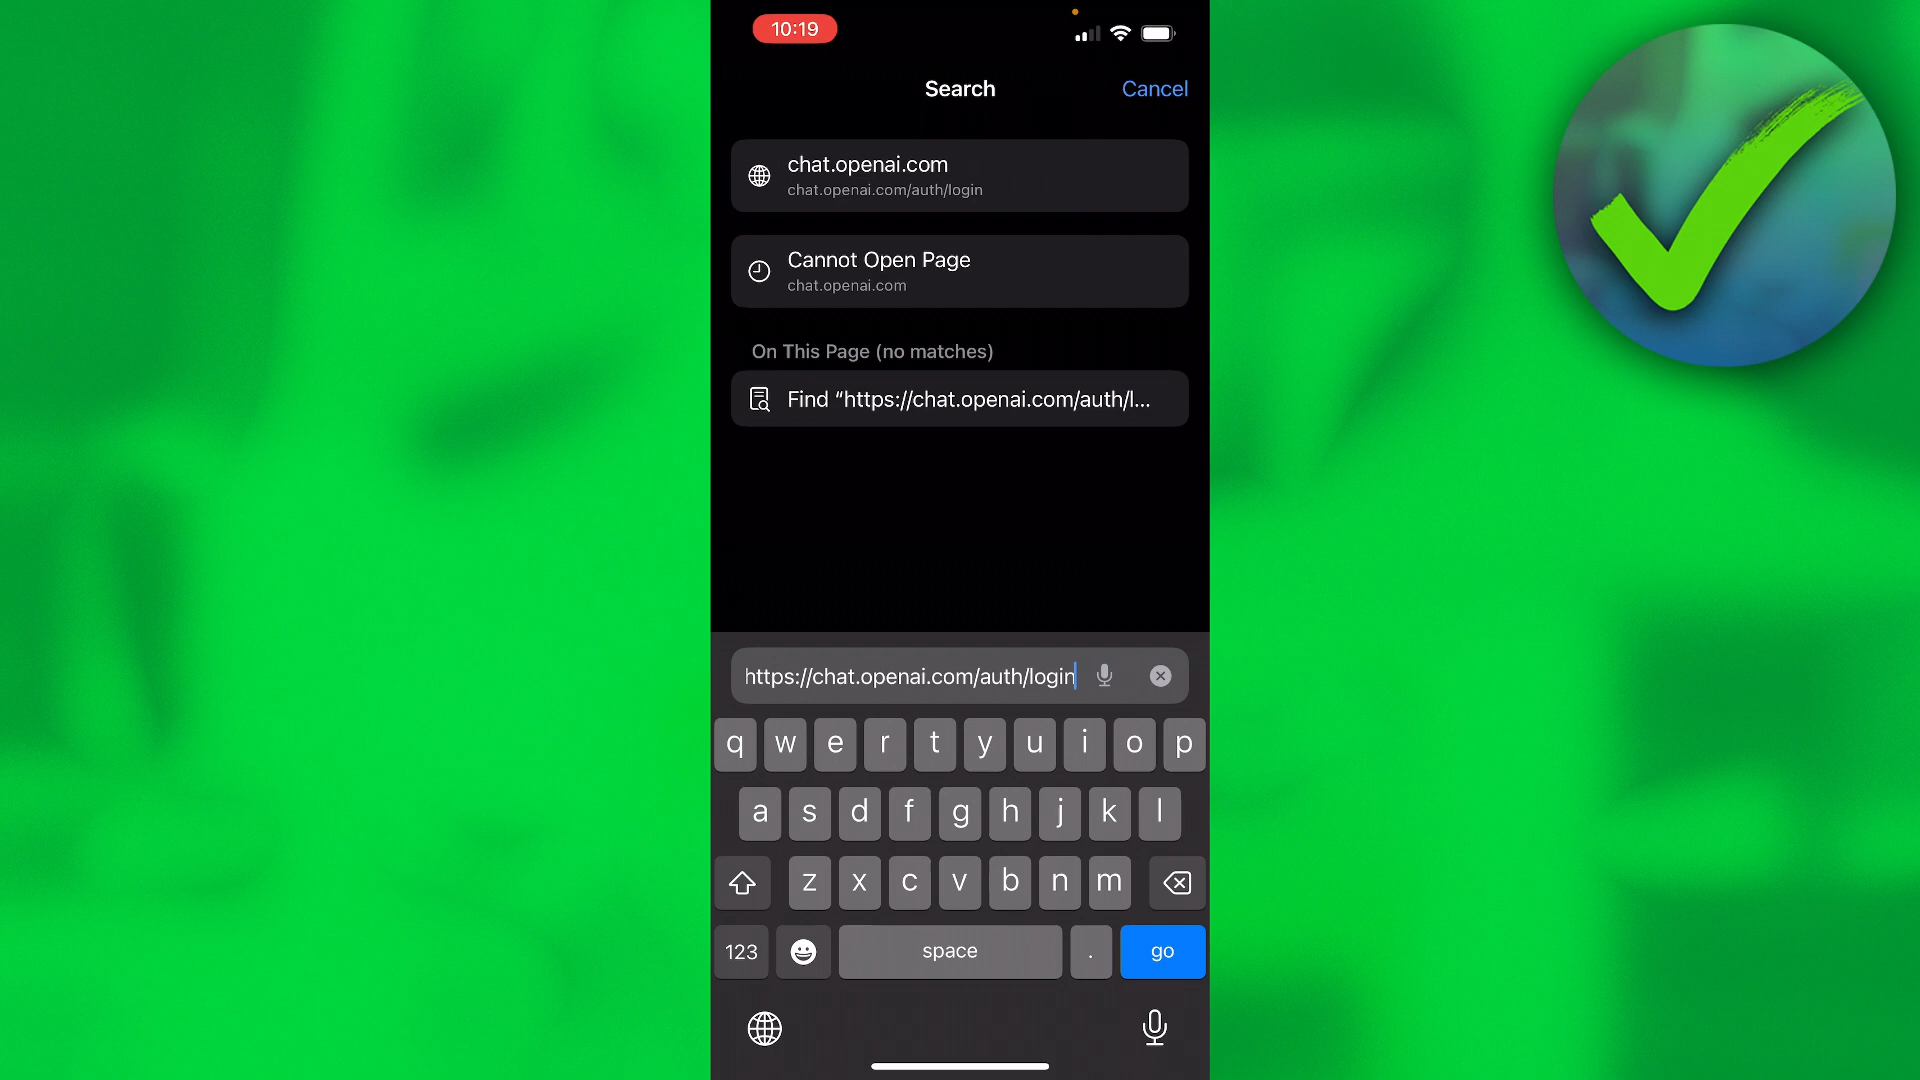 10:19
Search
Cancel
chat.openai.com
chat.openai.com/auth/login
Cannot Open Page
chat.openai.com
On This Page (no matches)
Find “https://chat.openai.com/auth/l...
https://chat.openai.com/auth/login
q w e r t y u i o p
a s d f g h j k l
z x c v b n m
123 space . go